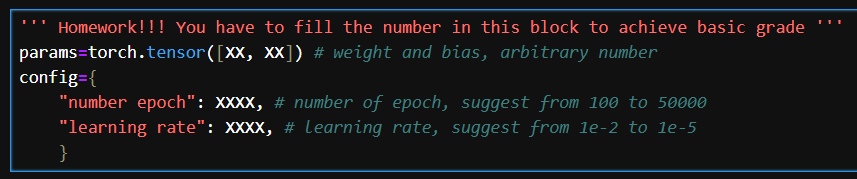 ''' Homework!!! You have to fill the number in this block to achieve basic grade '''
params=torch.tensor([XX, XX]) # weight and bias, arbitrary number
config={
    "number epoch": XXXX, # number of epoch, suggest from 100 to 50000
    "learning rate": XXXX, # learning rate, suggest from 1e-2 to 1e-5
    }